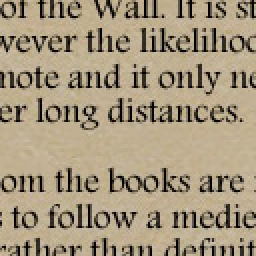 of the Wall. It is st
wever the likelihoo
mote and it only ne
er long distances.
om the books are
s to follow a medie
rather than definit